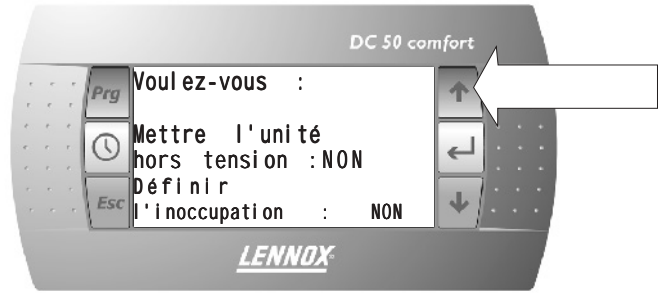 DC 50 comfort
Prg
Voulez-vous :
Mettre l'unité
hors tension :NON
Esc
Définir
l'inoccupation : NON
LENNOX